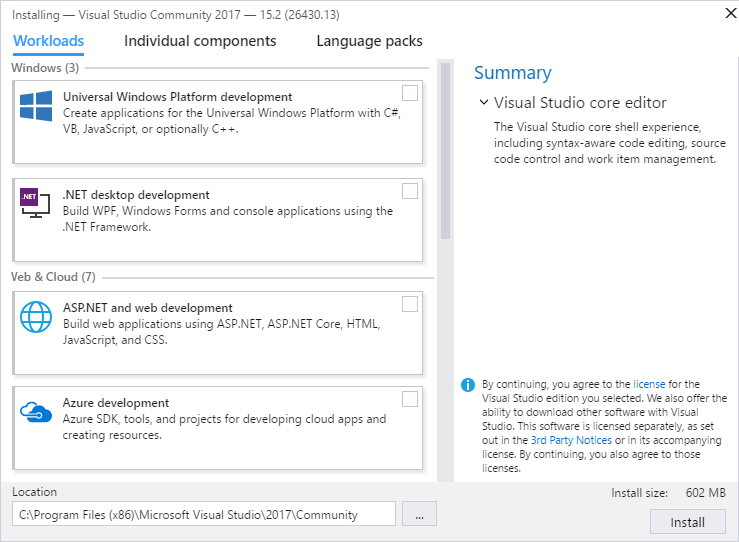 Installing — Visual Studio Community 2017 — 15.2 (26430.13)
Workloads Individual components Language packs
Windows (3)
Universal Windows Platform development
Create applications for the Universal Windows Platform with C#,
VB, JavaScript, or optionally C++.
.NET
.NET desktop development
Build WPF, Windows Forms and console applications using the
.NET Framework.
Veb & Cloud (7)
ASP.NET and web development
Build web applications using ASP.NET, ASP.NET Core, HTML,
JavaScript, and CSS.
Azure development
Azure SDK, tools, and projects for developing cloud apps and
creating resources.
Summary
Visual Studio core editor
The Visual Studio core shell experience,
including syntax-aware code editing, source
code control and work item management.
By continuing, you agree to the license for the
Visual Studio edition you selected. We also offer the
ability to download other software with Visual
Studio. This software is licensed separately, as set
out in the 3rd Party Notices or in its accompanying
license. By continuing, you also agree to those
licenses.
Location
C:\Program Files (x86)\Microsoft Visual Studio\2017\Community
...
Install size: 602 MB
Install